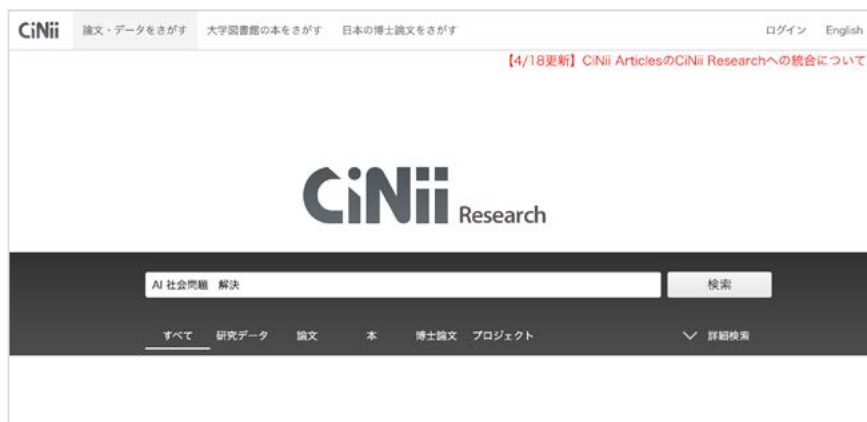 CiNii 論文・データをさがす 大学図書館の本をさがす 日本の博士論文をさがす ログイン English
【4/18更新】CiNii ArticlesのCiNii Researchへの統合について
CiNii Research
AI 社会問題 解決 検索
すべて 研究データ 論文 本 博士論文 プロジェクト 詳細検索